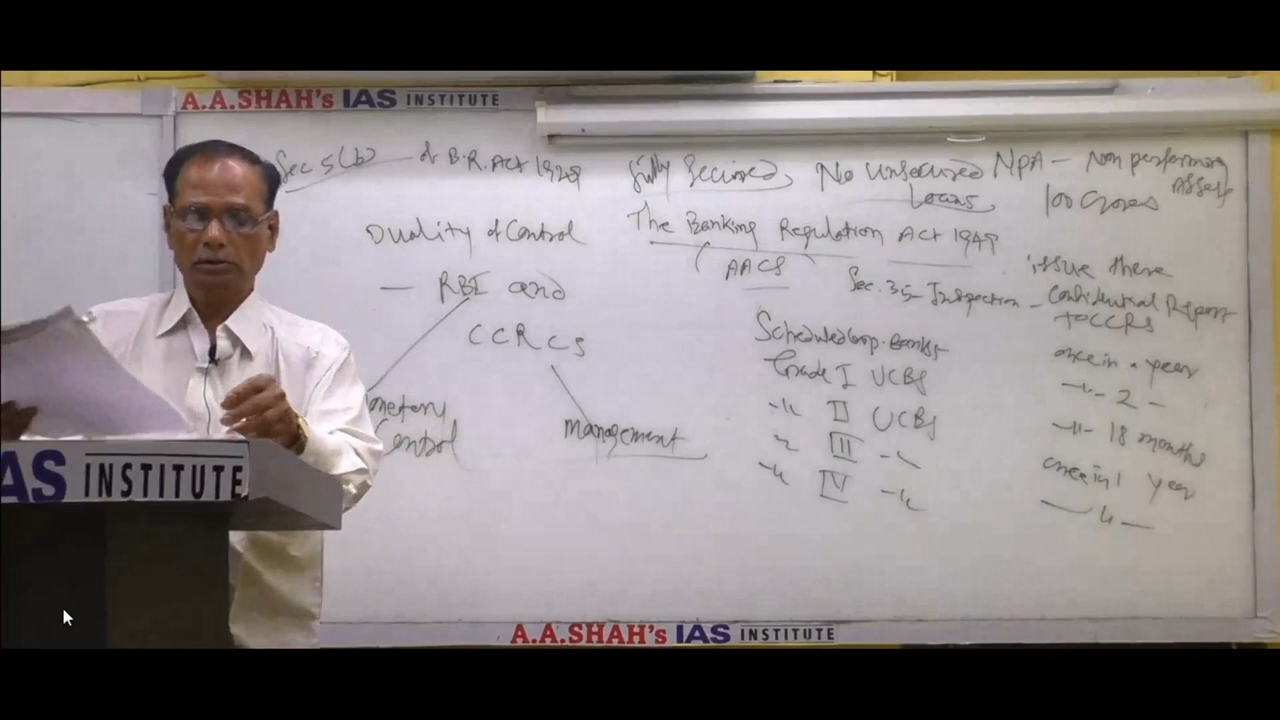 A.A.SHAH's IAS INSTITUTE
Sec 5(b) of B.R. Act 1949
Duality of Control
— RBI and
CCRCS
Control
management
fully Secured, No unsecured
Loans,
NPA — Non performing
Assets
100 Crores
The Banking Regulation Act 1949
(AACS
Sec. 35 - Inspection - Confidential Report
issue there
to CCRS
Scheduled Banks once in a year
Grade I UCBs -"- 2 -
-"- II UCBs -"- 18 months
-"- III -"- once in 1 year
-"- IV -"- — " —
IAS INSTITUTE
A.A.SHAH's IAS INSTITUTE